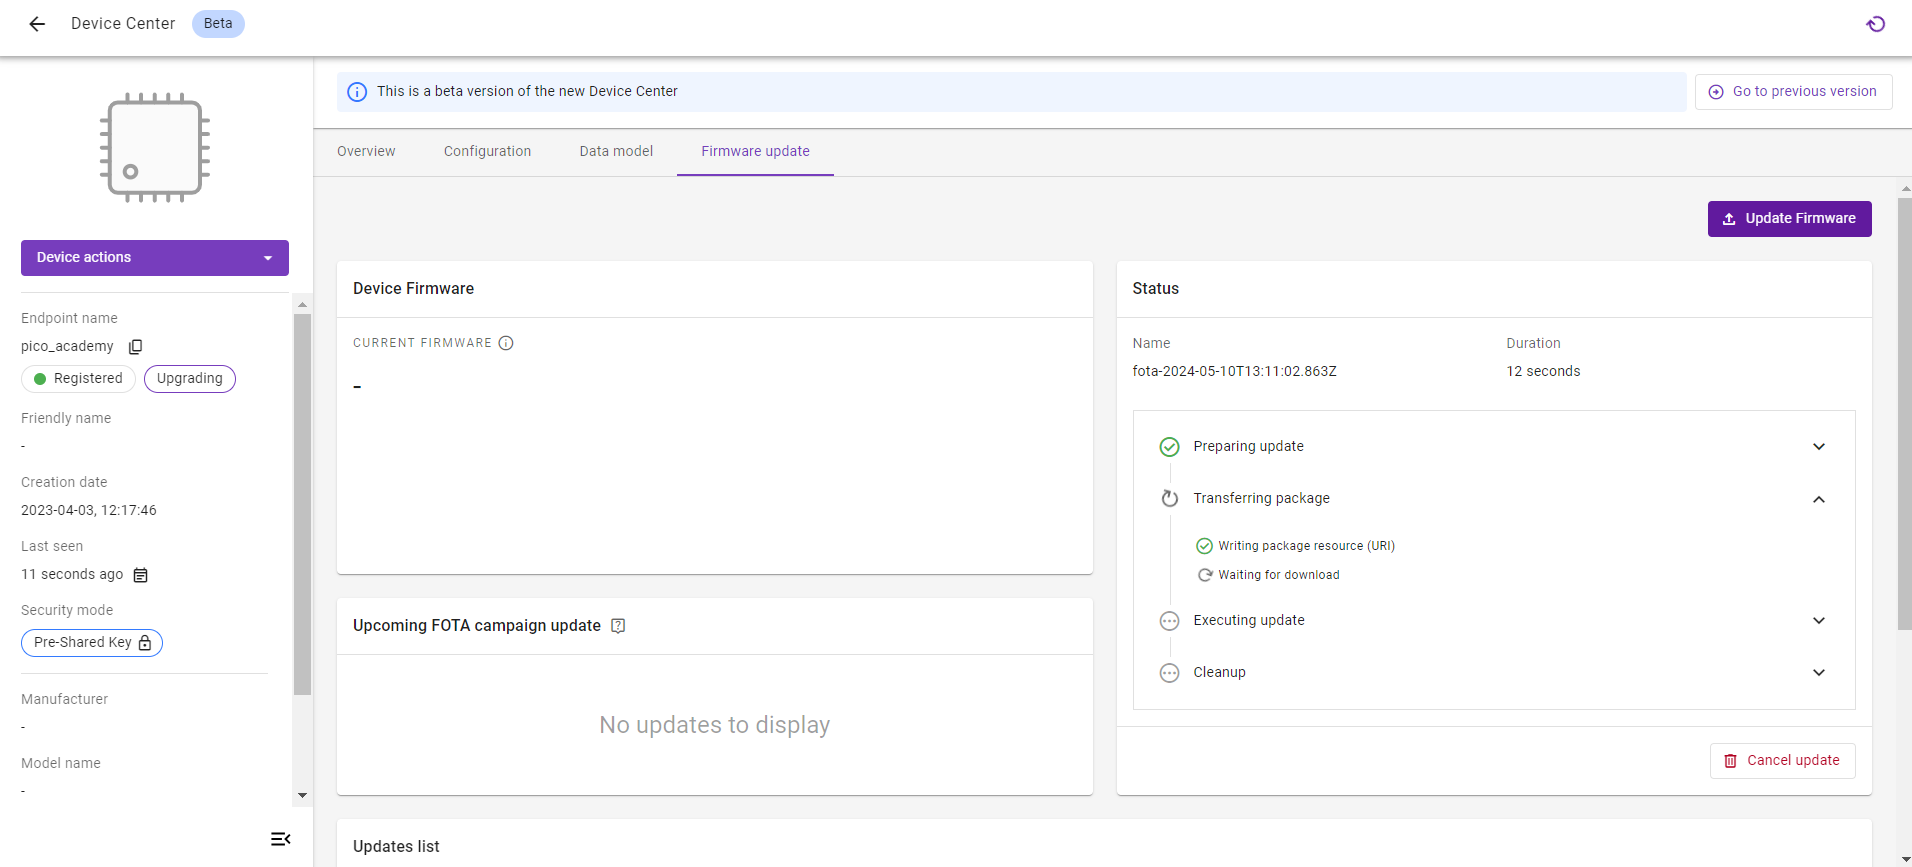 Device Center
Beta
This is a beta version of the new Device Center
Go to previous version
Overview
Configuration
Data model
Firmware update
Update Firmware
Device actions
Endpoint name
pico_academy
Registered
Upgrading
Friendly name
-
Creation date
2023-04-03, 12:17:46
Last seen
11 seconds ago
Security mode
Pre-Shared Key
Manufacturer
-
Model name
-
Device Firmware
CURRENT FIRMWARE
-
Upcoming FOTA campaign update
No updates to display
Status
Name
Duration
fota-2024-05-10T13:11:02.863Z
12 seconds
Preparing update
Transferring package
Writing package resource (URI)
Waiting for download
Executing update
Cleanup
Cancel update
Updates list